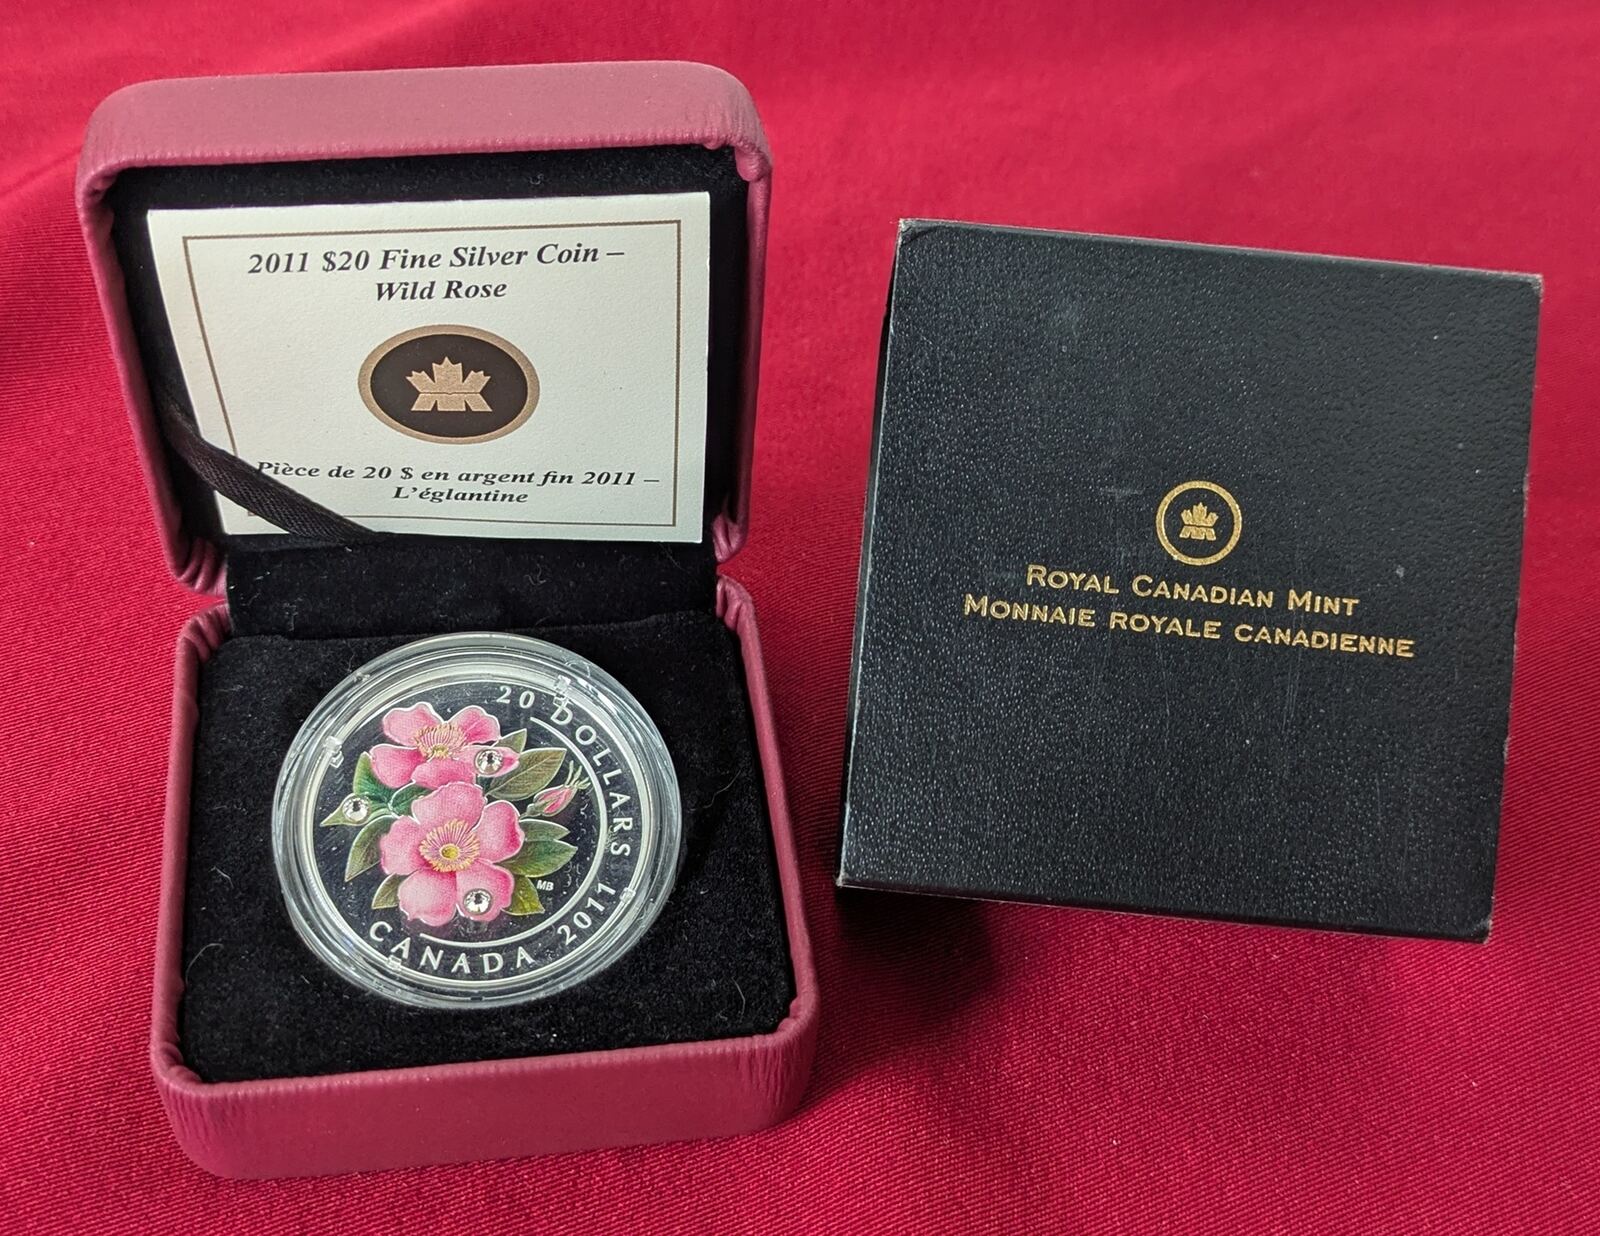 2011 $20 Fine Silver Coin –
Wild Rose
Pièce de 20 $ en argent fin 2011 –
L'églantine
20 DOLLARS
CANADA 2011
MB
ROYAL CANADIAN MINT
MONNAIE ROYALE CANADIENNE